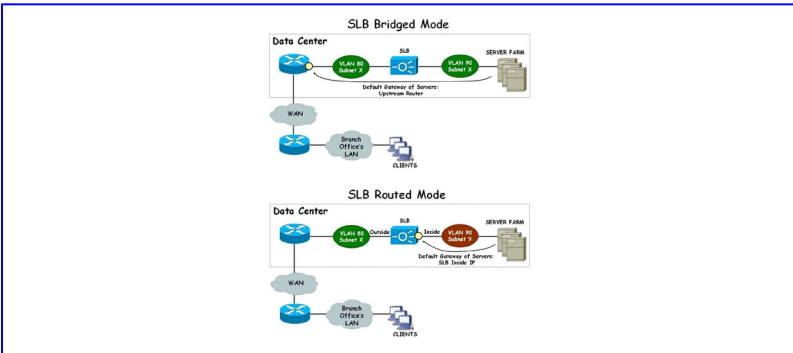 SLB Bridged Mode
Data Center
SLB
SERVER FARM
VLAN 80
Subnet X
VLAN 90
Subnet X
Default Gateway of Servers:
Upstream Router
WAN
Branch
Office's
LAN
CLIENTS
SLB Routed Mode
Data Center
SLB
SERVER FARM
VLAN 80
Subnet X
Outside
Inside
VLAN 90
Subnet Y
Default Gateway of Servers:
SLB Inside IP
WAN
Branch
Office's
LAN
CLIENTS